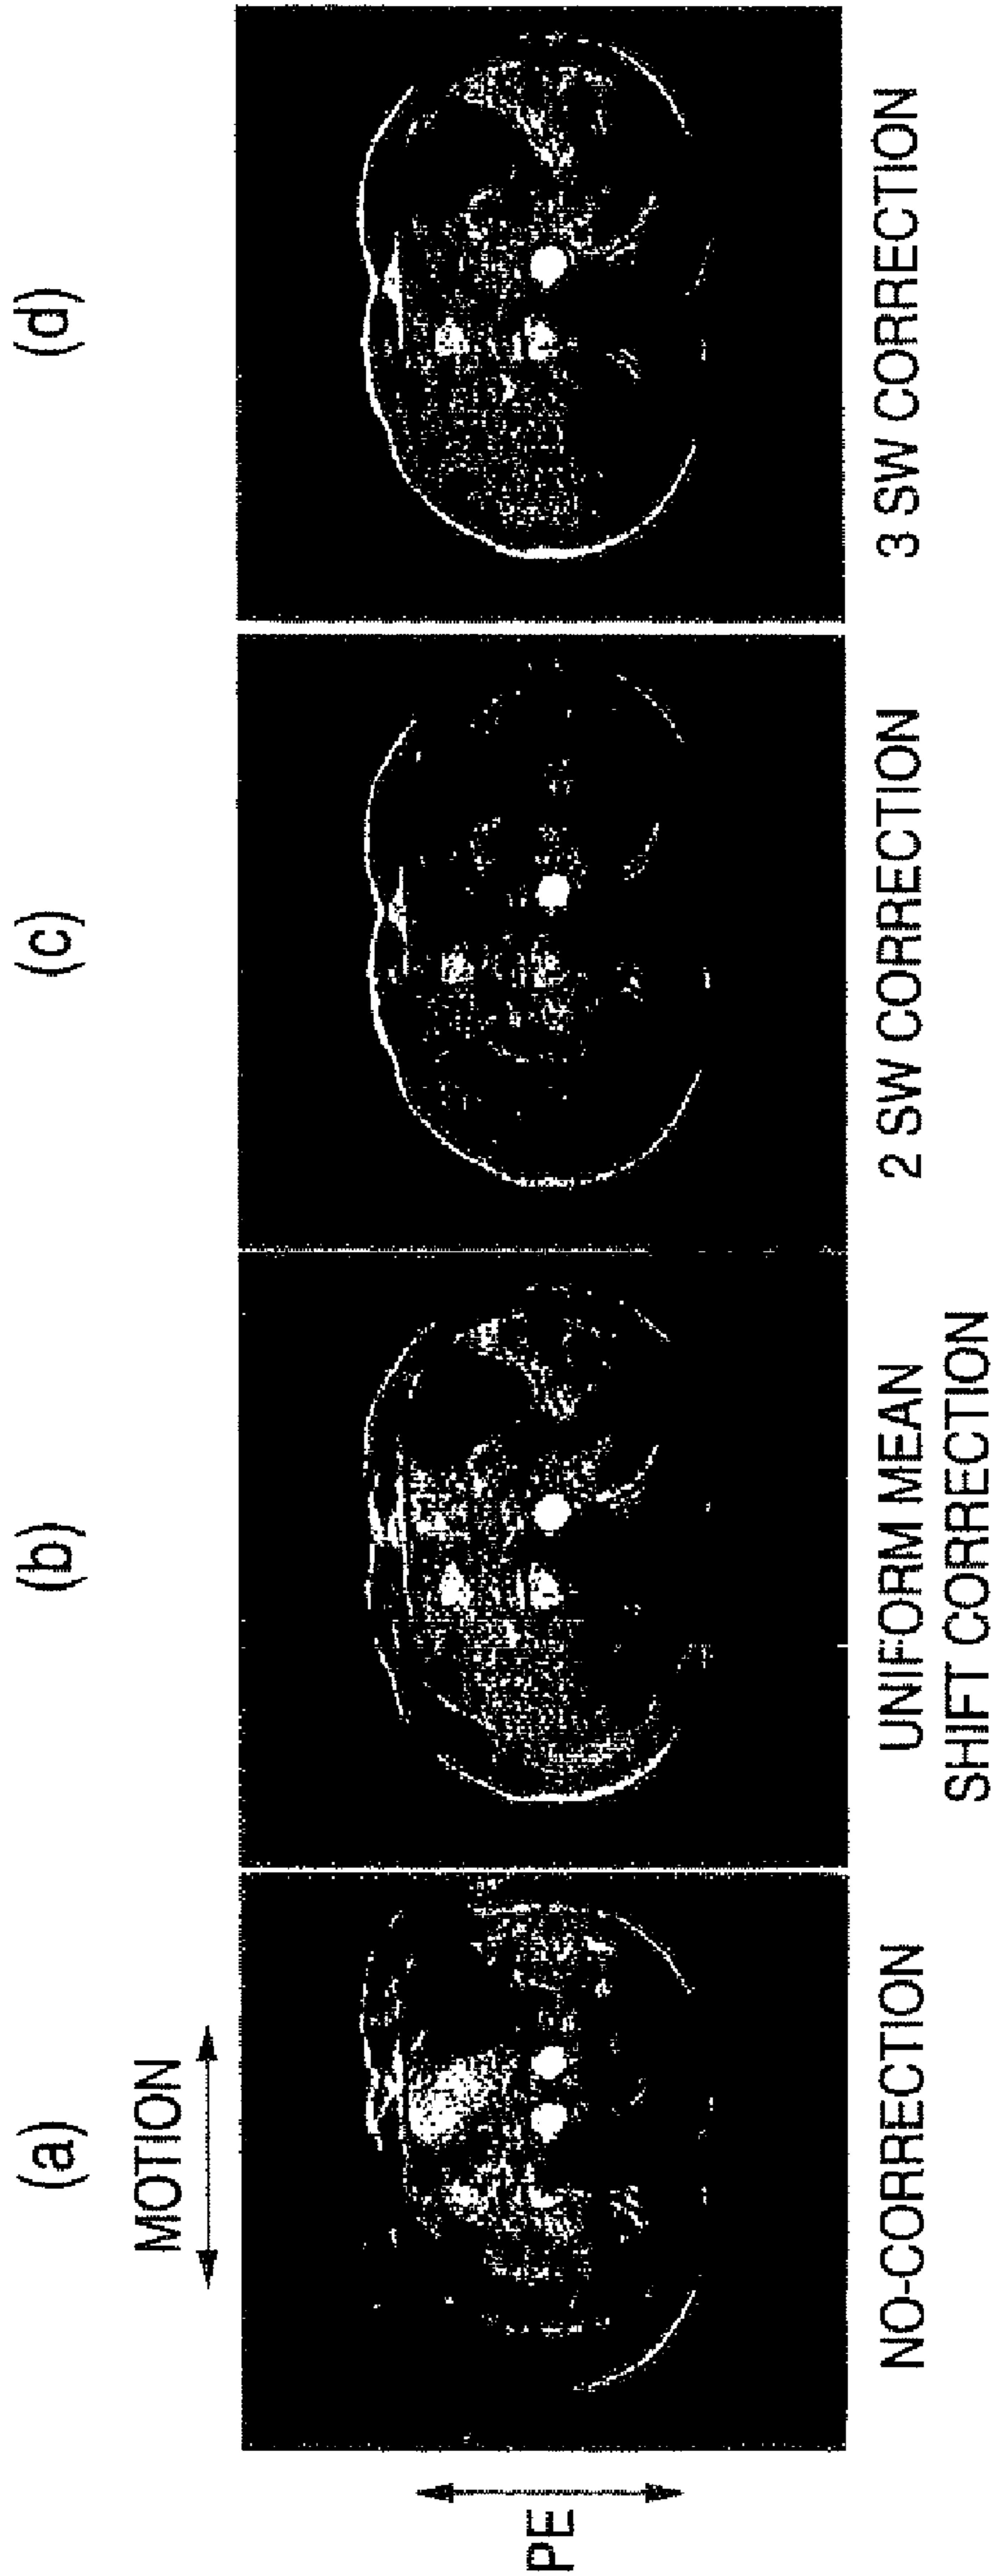 (a)
(b)
(c)
(d)
MOTION
PE
NO-CORRECTION
UNIFORM MEAN
SHIFT CORRECTION
2 SW CORRECTION
3 SW CORRECTION